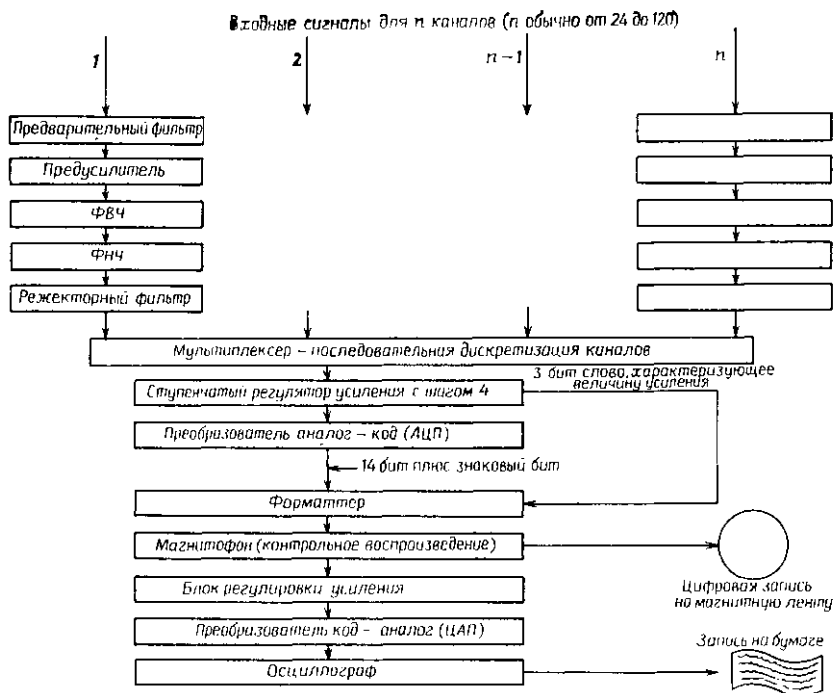 Входные сигналы для n каналов (n обычно от 24 до 120)
1
2
n-1
n
Предварительный фильтр
Предусилитель
ФВЧ
ФНЧ
Режекторный фильтр
Мультиплексер – последовательная дискретизация каналов
3 бит слово, характеризующее
величину усиления
Ступенчатый регулятор усиления с шагом 4
Преобразователь аналог – код (АЦП)
14 бит плюс знаковый бит
Форматтер
Магнитофон (контрольное воспроизведение)
Цифровая запись
на магнитную ленту
Блок регулировки усиления
Преобразователь код – аналог (ЦАП)
Запись на бумаге
Осциллограф